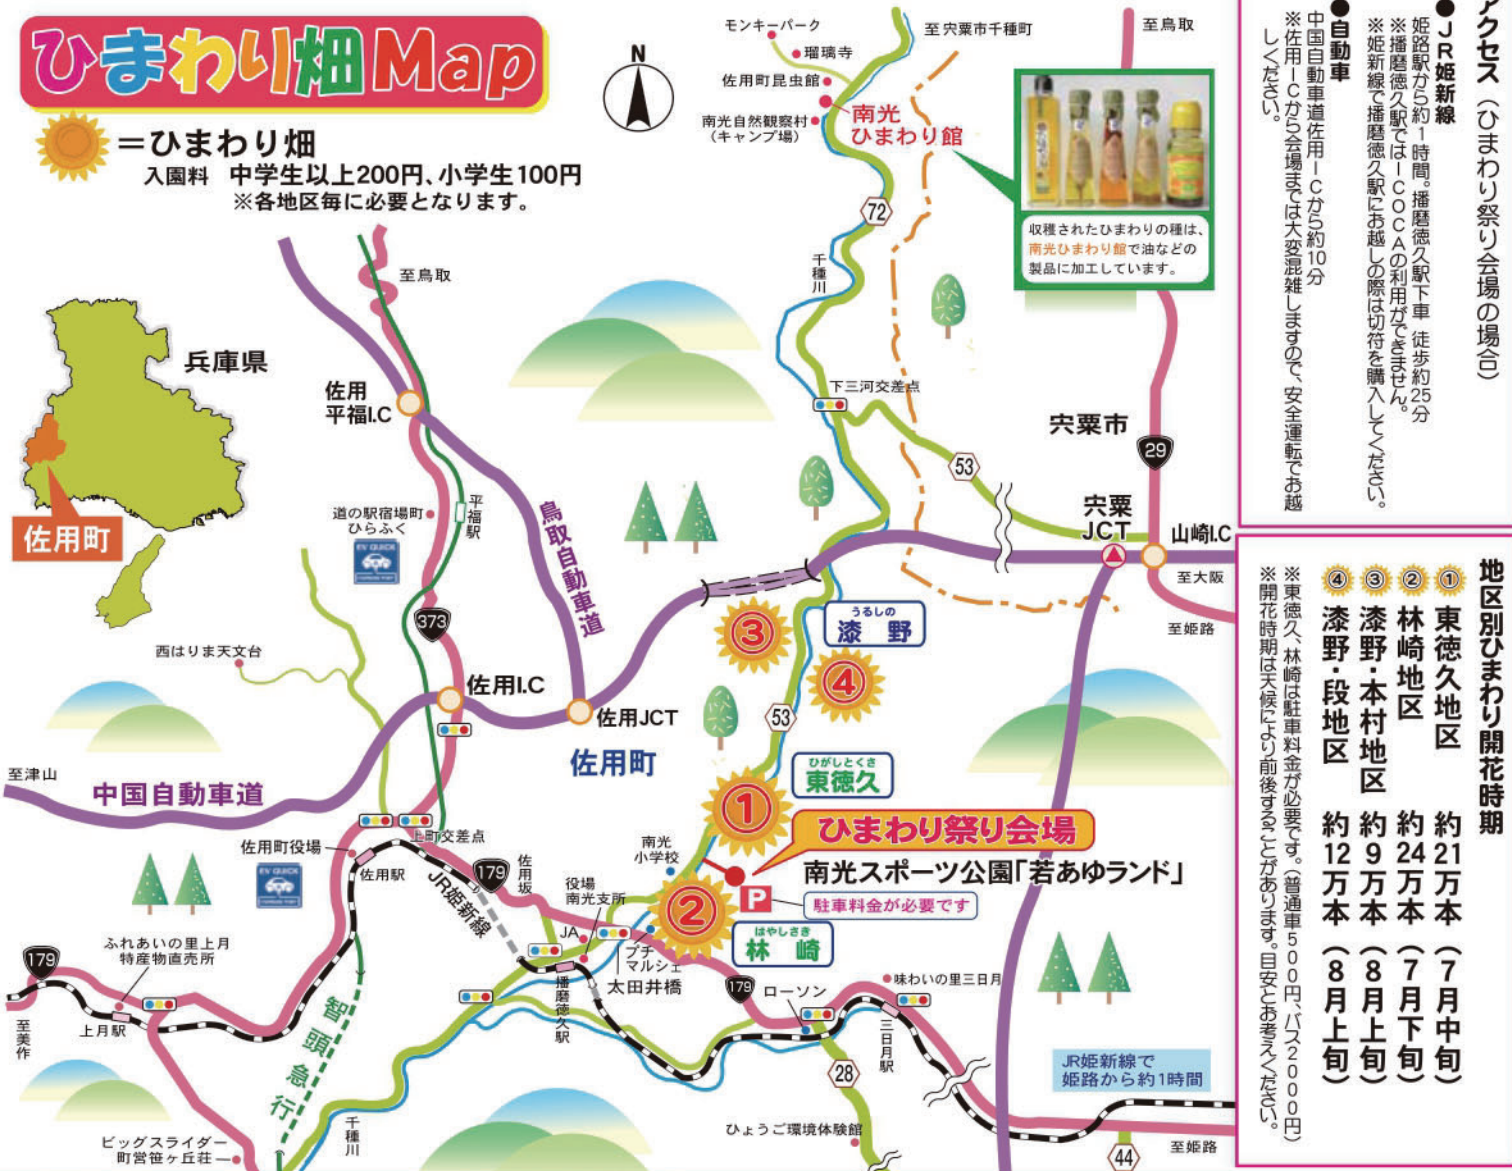 ひまわり畑Map
=ひまわり畑
入園料 中学生以上200円、小学生100円
※各地区毎に必要となります。
N
モンキーパーク
瑠璃寺
佐用町昆虫館
南光自然観察村
(キャンプ場)
南光
ひまわり館
至 宍粟市千種町
至鳥取
収穫されたひまわりの種は、
南光ひまわり館で油などの
製品に加工しています。
72
千種川
至鳥取
兵庫県
佐用町
佐用
平福I.C
下三河交差点
宍粟市
29
53
道の駅宿場町
ひらふく
EV QUICK
平福駅
鳥取自動車道
宍粟
JCT
山崎I.C
至大阪
至姫路
373
③
うるしの
漆野
④
西はりま天文台
佐用I.C
佐用JCT
53
佐用町
至津山
中国自動車道
ひがしとくさ
東徳久
①
ひまわり祭り会場
南光スポーツ公園「若あゆランド」
P
駐車料金が必要です
南光
小学校
②
はやしさき
林崎
佐用町役場
EV QUICK
佐用駅
上町交差点
JR姫新線
179
佐用坂
役場
南光支所
JA
プチ
マルシェ
太田井橋
播磨徳久駅
179
ローソン
味わいの里三日月
三日月駅
179
ふれあいの里上月
特産物直売所
至美作
上月駅
智頭急行
千種川
ビッグスライダー
町営笹ヶ丘荘
28
ひょうご環境体験館
JR姫新線で
姫路から約1時間
至姫路
44
アクセス(ひまわり祭り会場の場合)
●JR姫新線
姫路駅から約1時間。播磨徳久駅下車 徒歩約25分
※播磨徳久駅ではICOCAの利用ができません。
※姫新線で播磨徳久駅にお越しの際は切符を購入してください。
●自動車
中国自動車道佐用ICから約10分
※佐用ICから会場までは大変混雑しますので、安全運転でお越
しください。
地区別ひまわり開花時期
①東徳久地区 約21万本(7月中旬)
②林崎地区 約24万本(7月下旬)
③漆野・本村地区 約9万本(8月上旬)
④漆野・段地区 約12万本(8月上旬)
※東徳久、林崎は駐車料金が必要です。(普通車500円、バス2000円)
※開花時期は天候により前後することがあります。目安とお考えください。